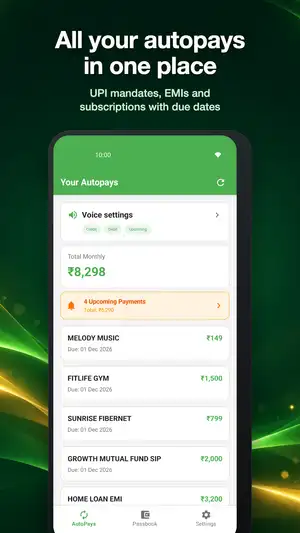 All your autopays
in one place
UPI mandates, EMIs and
subscriptions with due dates
10:00
Your Autopays
Voice settings
Total Monthly
₹8,298
4 Upcoming Payments
MELODY MUSIC ₹149
Due: 01 Dec 2026
FITLIFE GYM ₹1,500
Due: 01 Dec 2026
SUNRISE FIBERNET ₹799
Due: 01 Dec 2026
GROWTH MUTUAL FUND SIP ₹2,000
Due: 01 Dec 2026
HOME LOAN EMI ₹3,200
AutoPays Passbook Settings